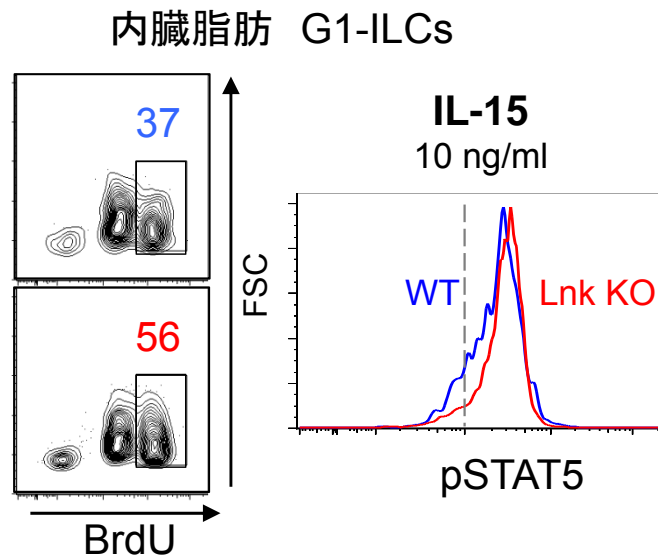 内臓脂肪 G1-ILCs
37
56
FSC
BrdU
IL-15
10 ng/ml
WT
Lnk KO
pSTAT5